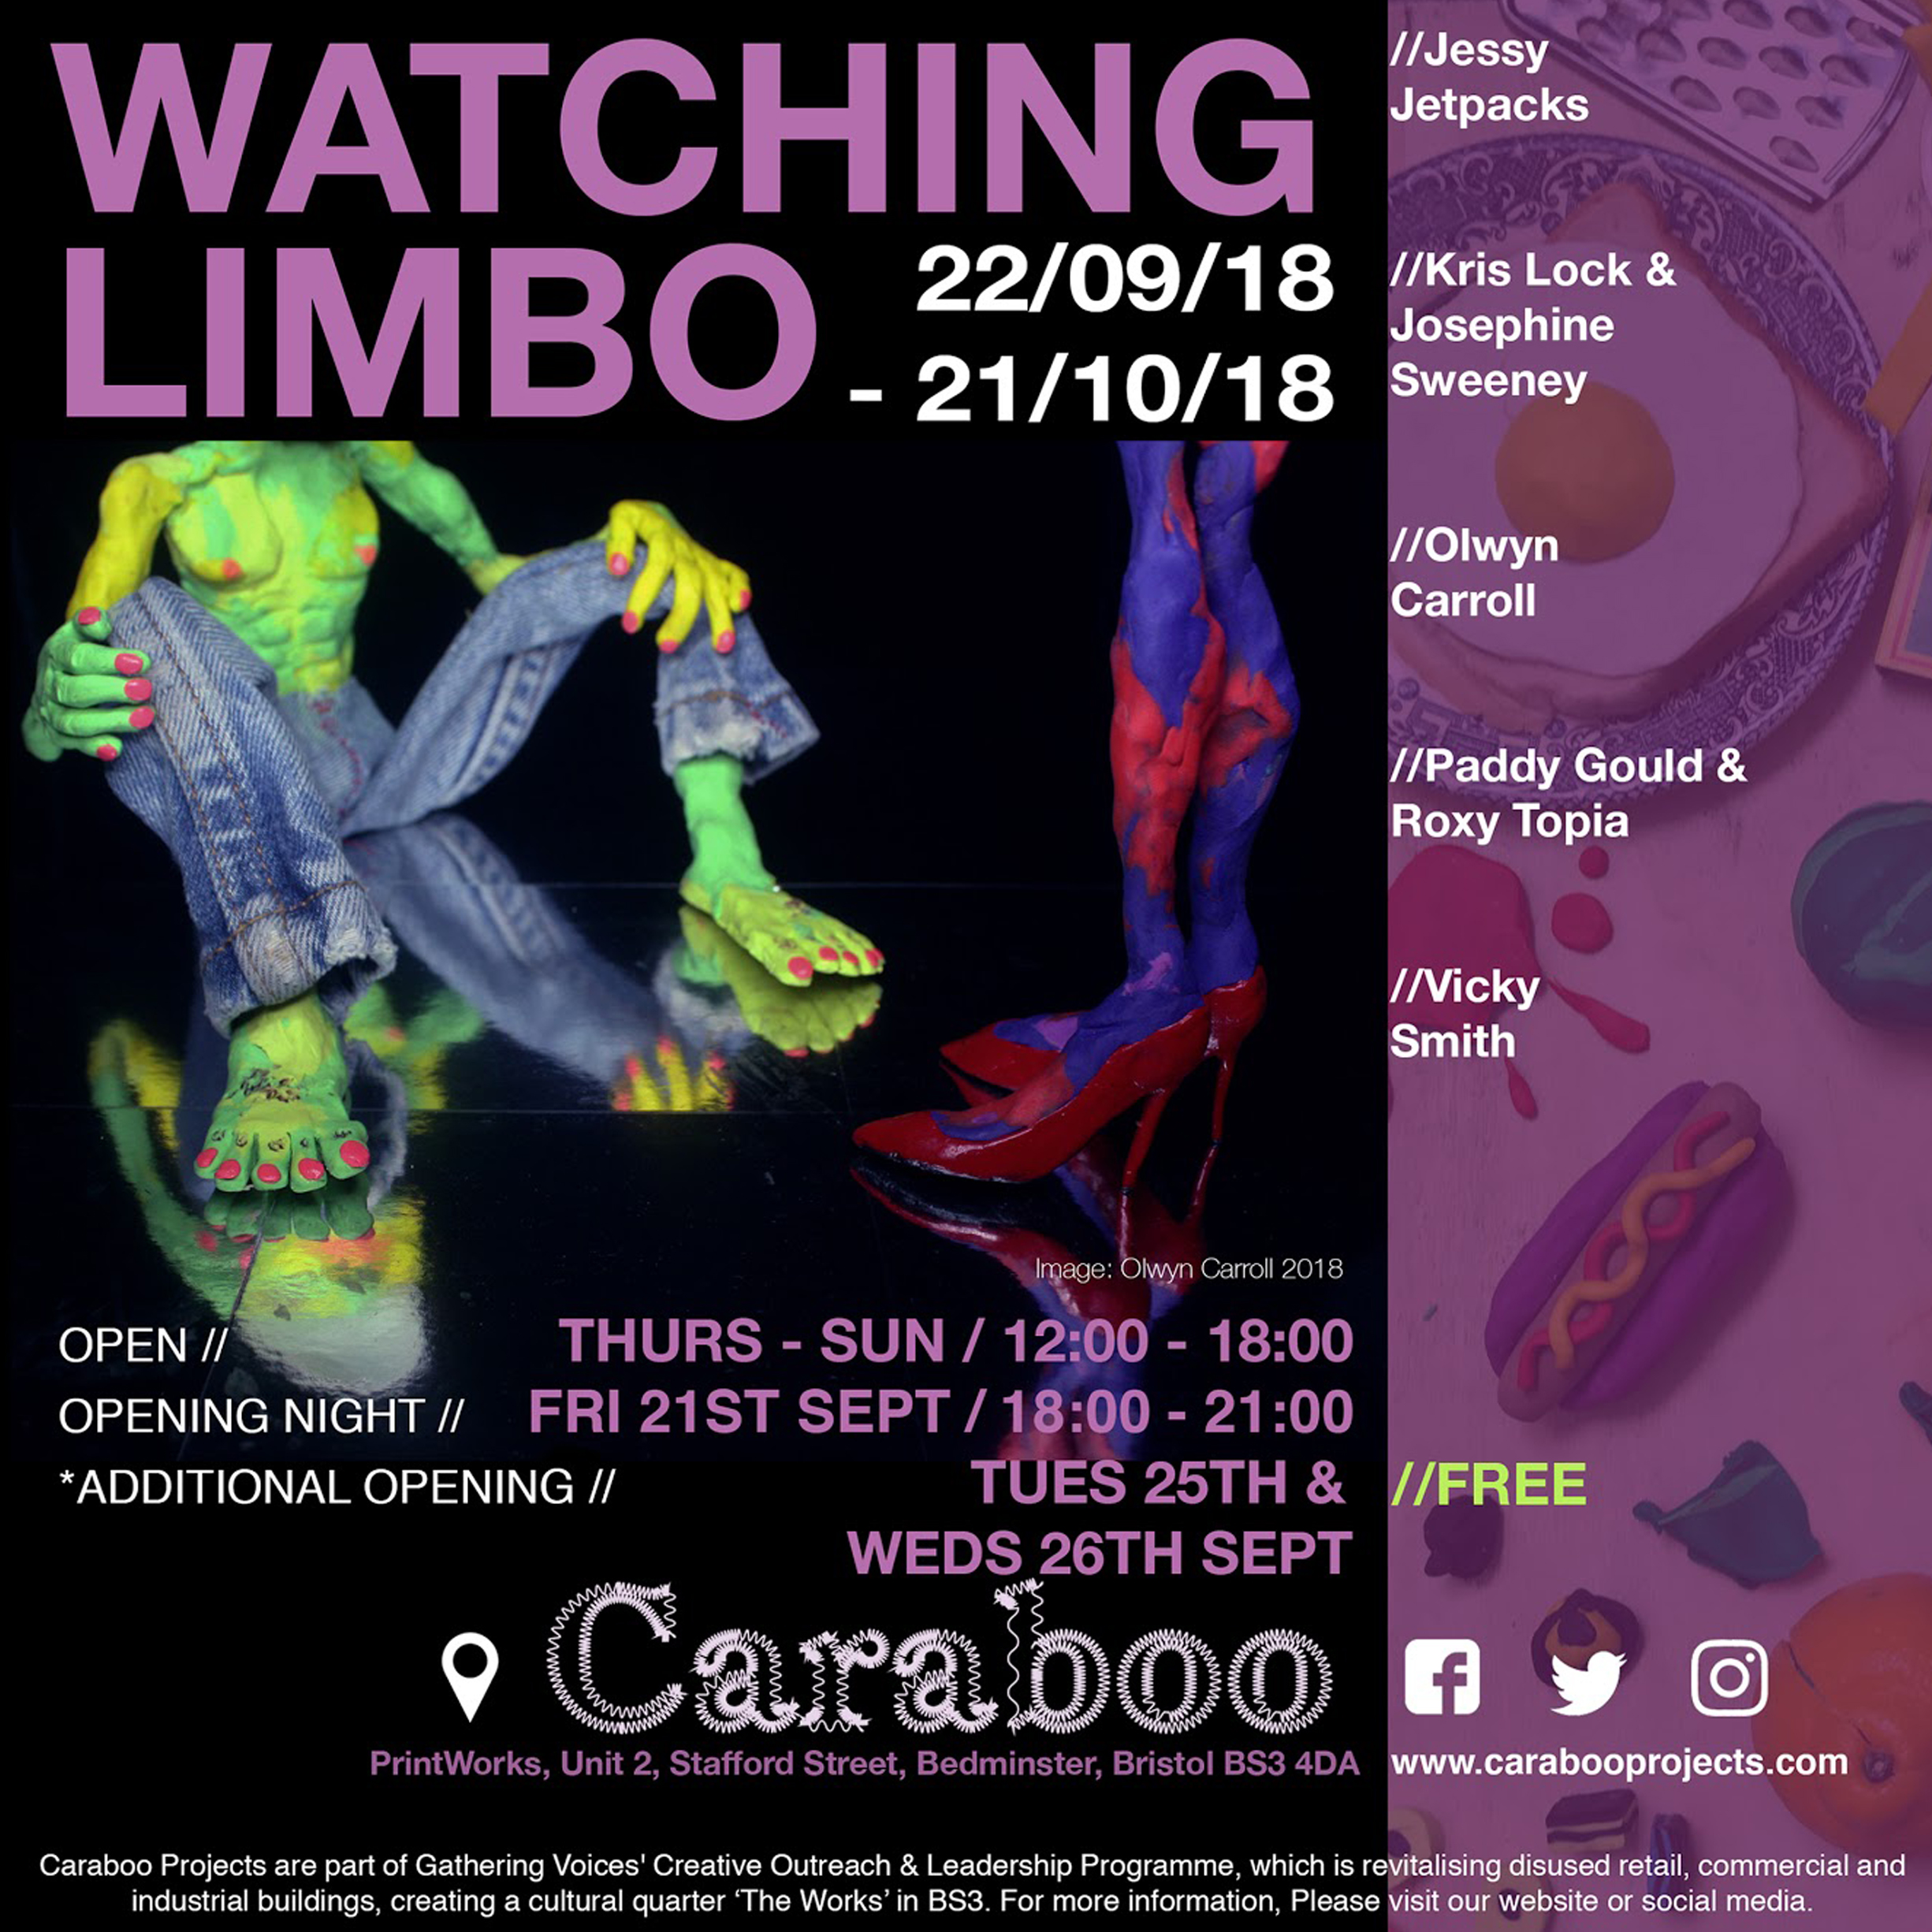 WATCHING
LIMBO
22/09/18
- 21/10/18
//Jessy
Jetpacks
//Kris Lock &
Josephine
Sweeney
//Olwyn
Carroll
//Paddy Gould &
Roxy Topia
//Vicky
Smith
Image: Olwyn Carroll 2018
OPEN // THURS - SUN / 12:00 - 18:00
OPENING NIGHT // FRI 21ST SEPT / 18:00 - 21:00
*ADDITIONAL OPENING // TUES 25TH &
WEDS 26TH SEPT
//FREE
Caraboo
PrintWorks, Unit 2, Stafford Street, Bedminster, Bristol BS3 4DA
www.carabooprojects.com
Caraboo Projects are part of Gathering Voices' Creative Outreach & Leadership Programme, which is revitalising disused retail, commercial and
industrial buildings, creating a cultural quarter ‘The Works’ in BS3. For more information, Please visit our website or social media.